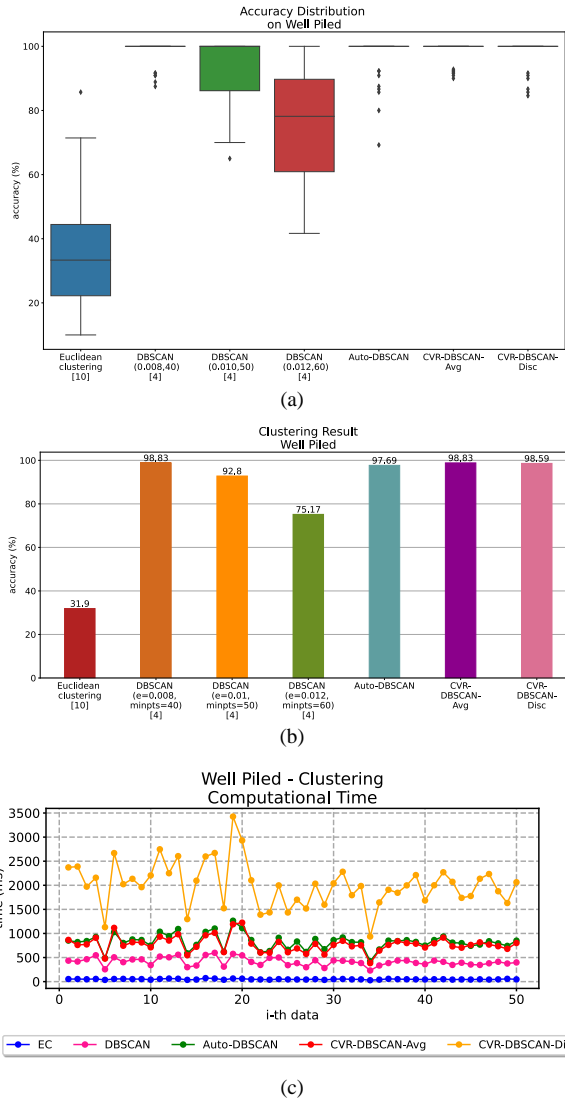 Accuracy Distribution
on Well Piled
accuracy (%)
100
80
60
40
20
Euclidean
clustering
[10]
DBSCAN
(0.008,40)
[4]
DBSCAN
(0.010,50)
[4]
DBSCAN
(0.012,60)
[4]
Auto-DBSCAN
CVR-DBSCAN-
Avg
CVR-DBSCAN-
Disc
(a)
Clustering Result
Well Piled
accuracy (%)
100
80
60
40
20
0
31,9
98,83
92,8
75,17
97,69
98,83
98,59
Euclidean
clustering
[10]
DBSCAN
(e=0.008,
minpts=40)
[4]
DBSCAN
(e=0.01,
minpts=50)
[4]
DBSCAN
(e=0.012,
minpts=60)
[4]
Auto-DBSCAN
CVR-
DBSCAN-
Avg
CVR-
DBSCAN-
Disc
(b)
Well Piled - Clustering
Computational Time
3500
3000
2500
2000
1500
1000
500
0
0 10 20 30 40 50
i-th data
EC DBSCAN Auto-DBSCAN CVR-DBSCAN-Avg CVR-DBSCAN-Di
(c)